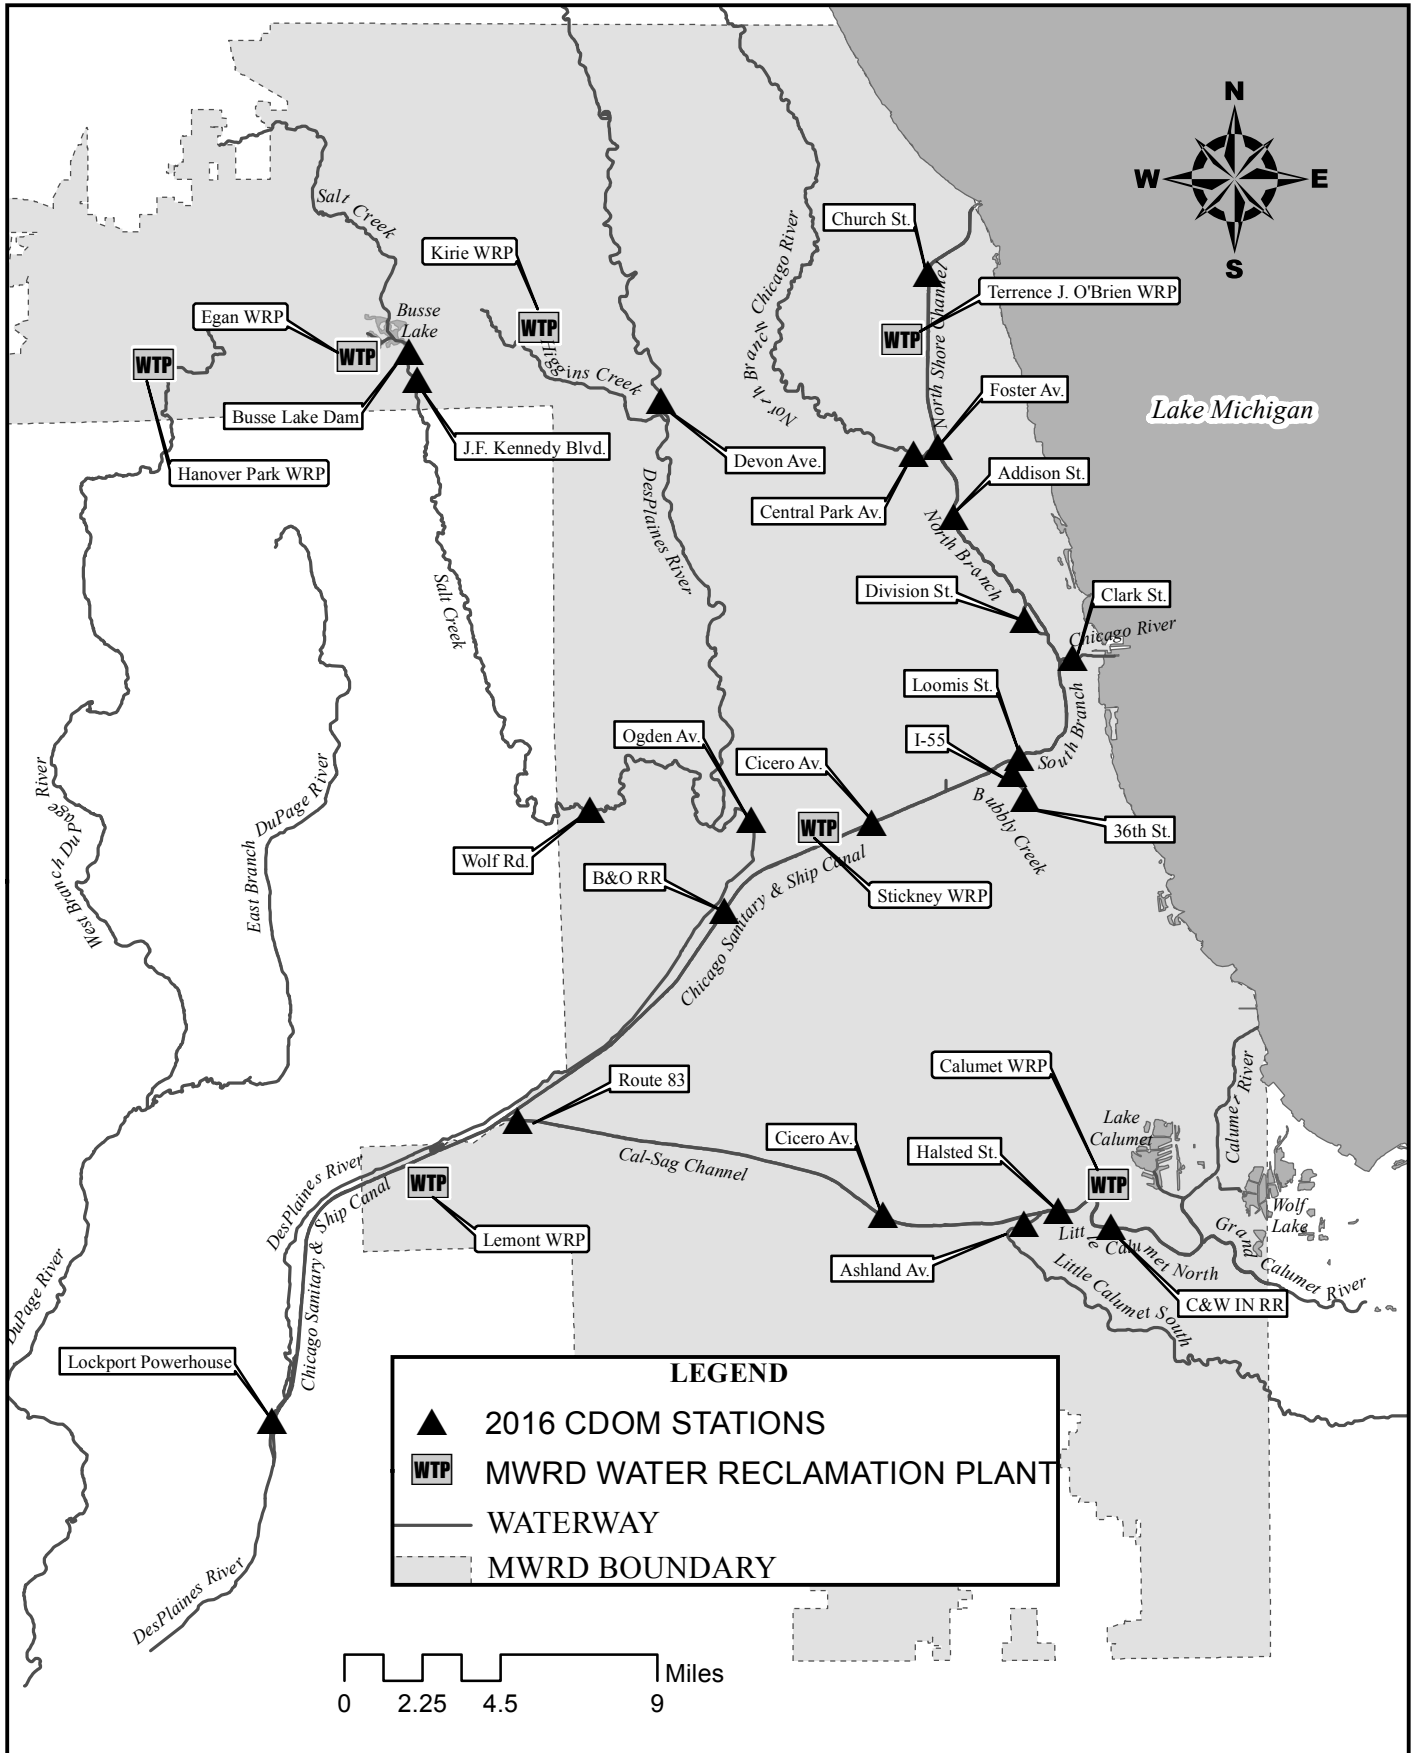 N
W
E
S
Salt Creek
Church St.
Kirie WRP
North Branch Chicago River
North Shore Channel
Terrence J. O'Brien WRP
Egan WRP
Busse
Lake
WTP
WTP
WTP
WTP
Higgins Creek
Foster Av.
Lake Michigan
Busse Lake Dam
J.F. Kennedy Blvd.
Devon Ave.
Hanover Park WRP
Addison St.
Central Park Av.
DesPlaines River
North Branch
Division St.
Clark St.
Chicago River
Salt Creek
Loomis St.
South Branch
Ogden Av.
I-55
Cicero Av.
West Branch DuPage River
East Branch DuPage River
Bubbly Creek
WTP
36th St.
Wolf Rd.
B&O RR
Stickney WRP
Chicago Sanitary & Ship Canal
Calumet WRP
Calumet River
Route 83
Lake
Calumet
Cicero Av.
Halsted St.
Cal-Sag Channel
WTP
WTP
DesPlaines River
Chicago Sanitary & Ship Canal
Wolf
Lake
Lemont WRP
Ashland Av.
Little Calumet North
Grand Calumet River
Little Calumet South
C&W IN RR
DuPage River
Lockport Powerhouse
LEGEND
2016 CDOM STATIONS
WTP MWRD WATER RECLAMATION PLANT
WATERWAY
MWRD BOUNDARY
DesPlaines River
Miles
0 2.25 4.5 9